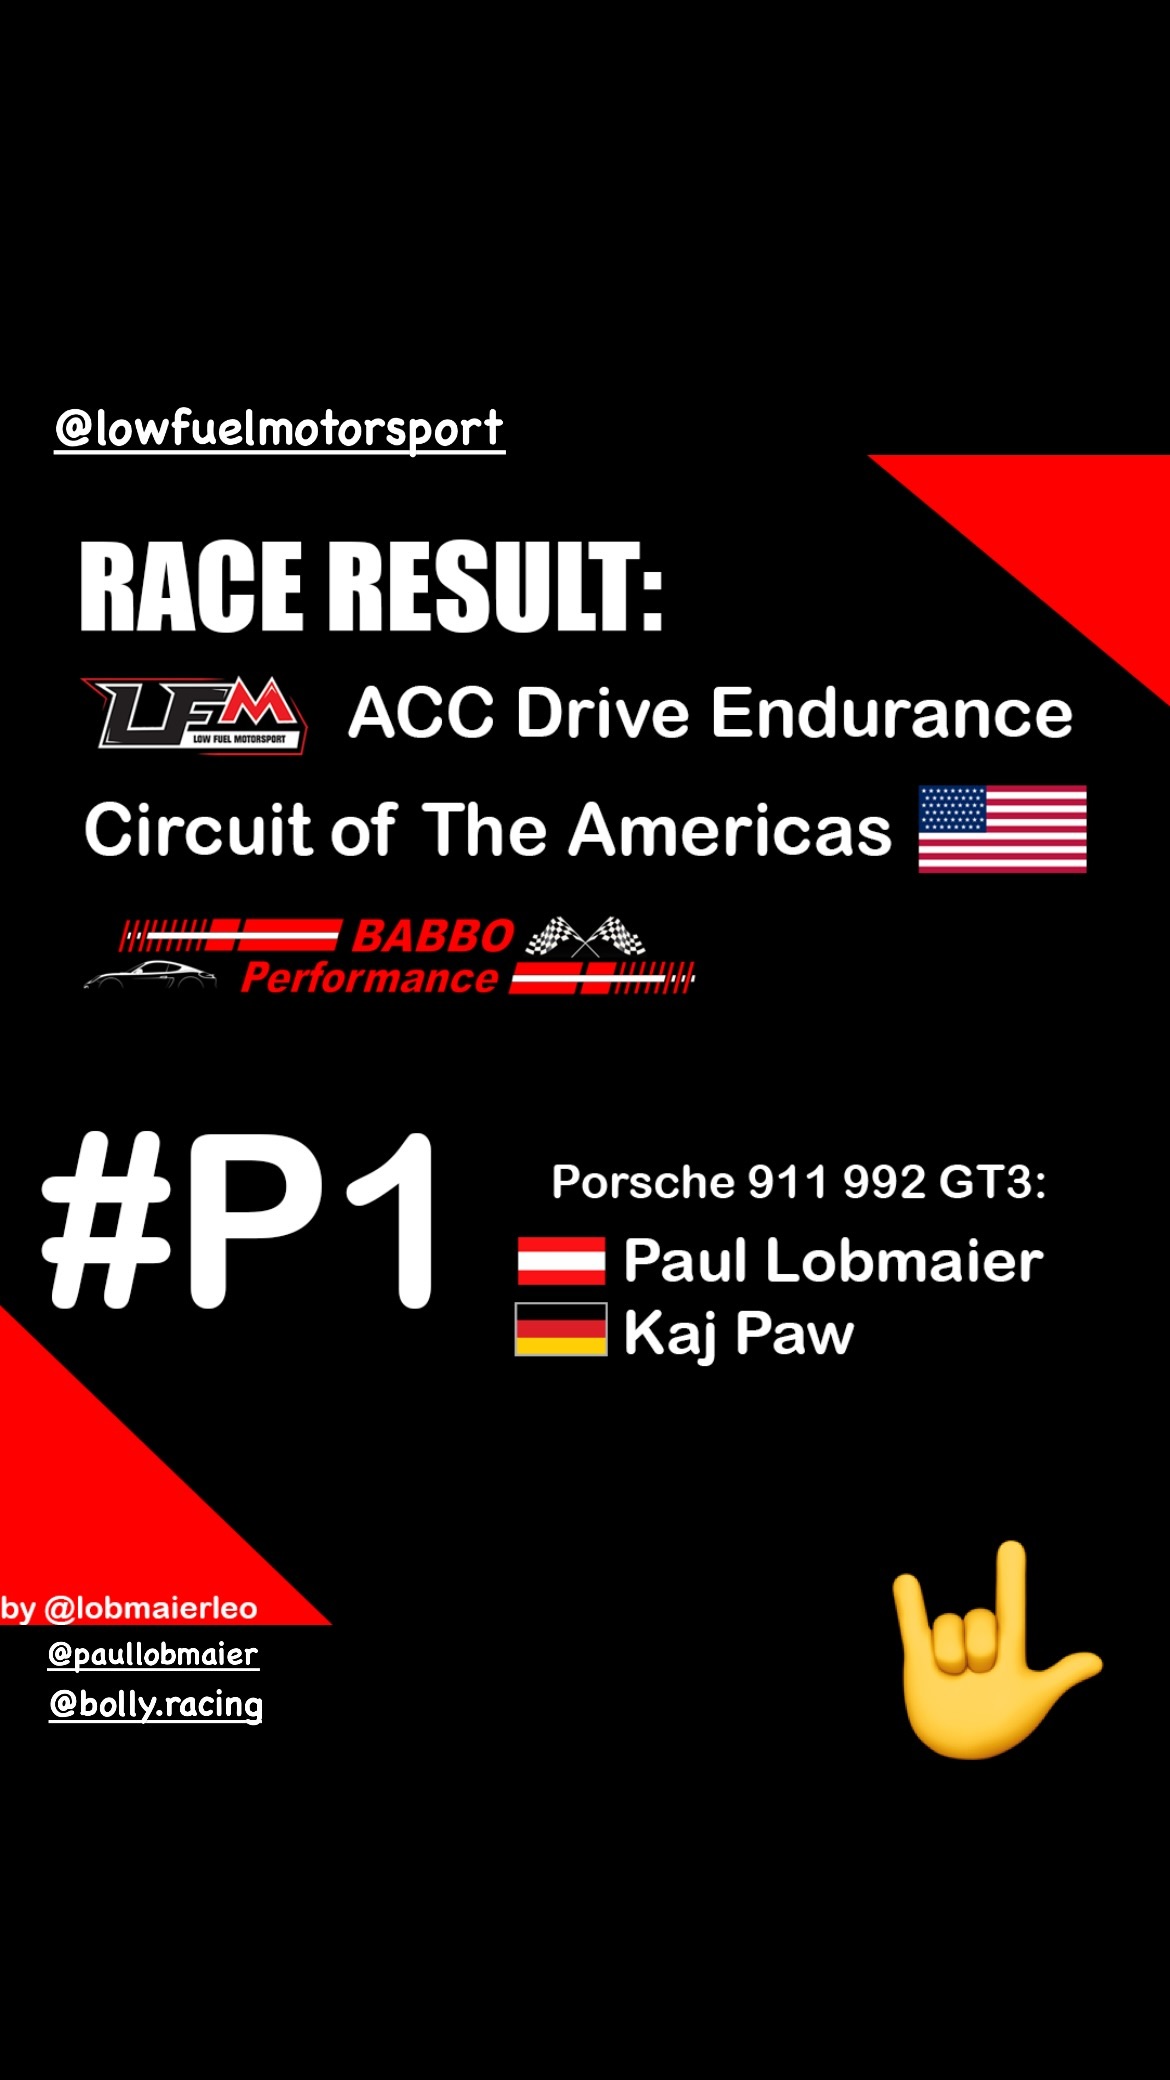 @lowfuelmotorsport
RACE RESULT:
LFM
LOW FUEL MOTORSPORT
ACC Drive Endurance
Circuit of The Americas
BABBO
Performance
#P1
Porsche 911 992 GT3:
Paul Lobmaier
Kaj Paw
by @lobmaierleo
@paullobmaier
@bolly.racing